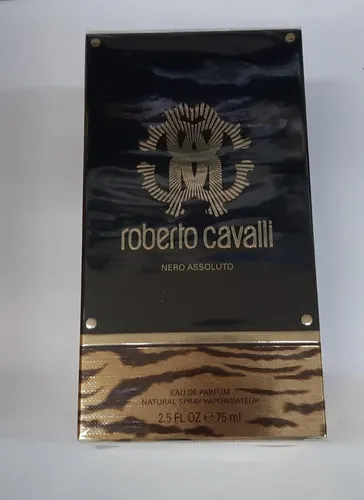 roberto cavalli
NERO ASSOLUTO
EAU DE PARFUM
NATURAL SPRAY VAPORISATEUR
2.5 FL OZ ℮ 75 ml